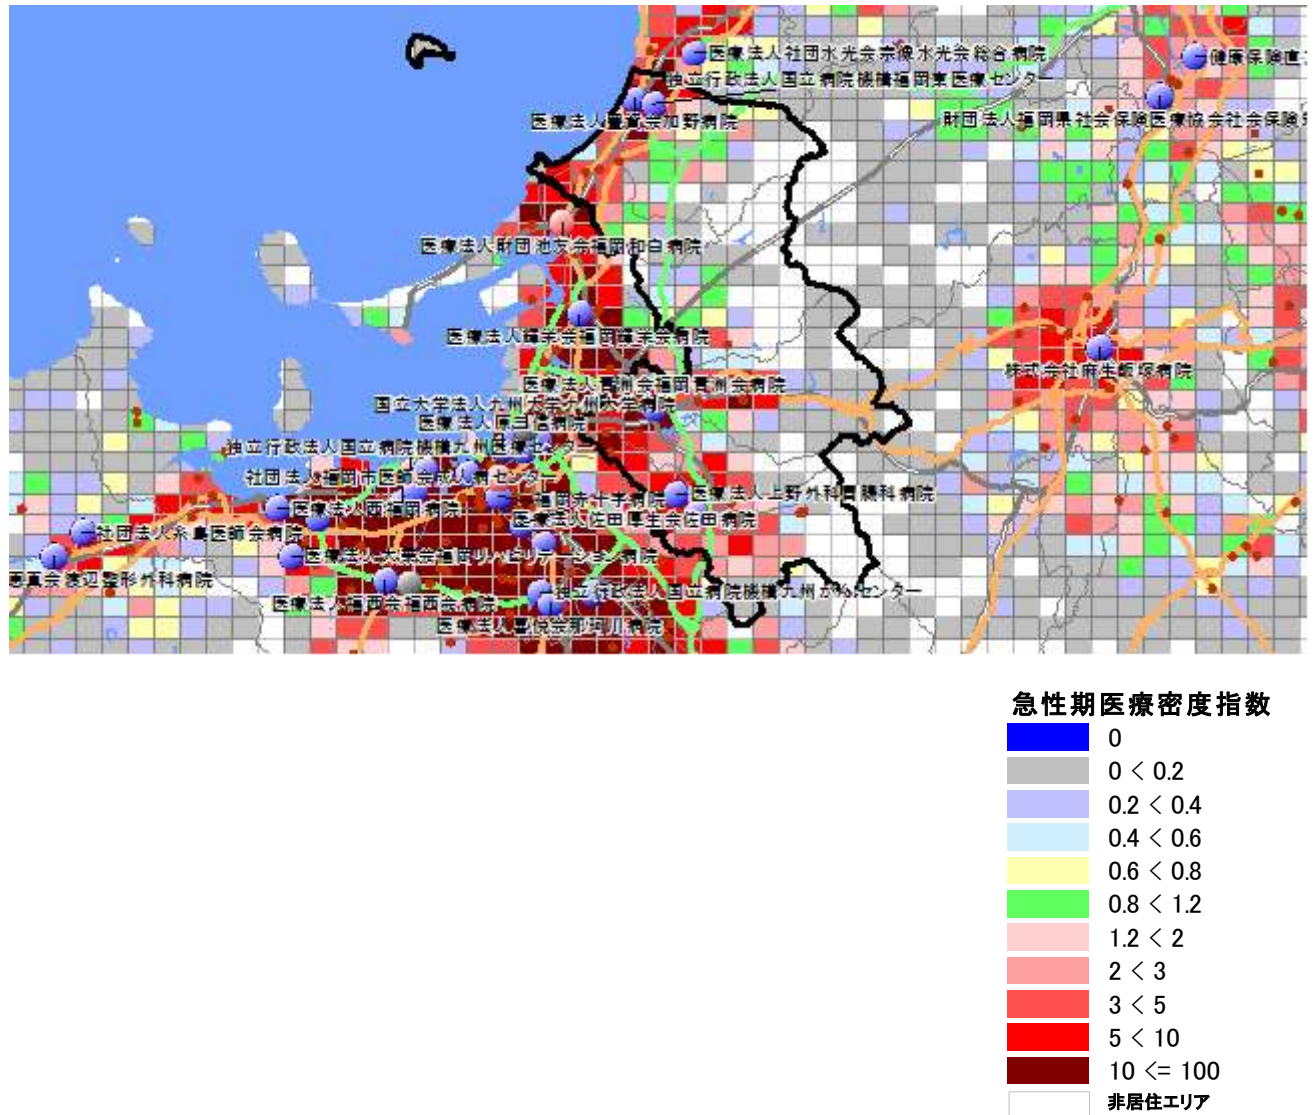 医療法人社団水光会宗像水光会総合病院
健康保険直
独立行政法人国立病院機構福岡東医療センター
医療法人豊資会加野病院
財団法人福岡県社会保険医療協会社会保険
医療法人財団池友会福岡和白病院
医療法人輝栄会福岡輝栄会病院
株式会社麻生飯塚病院
医療法人青洲会福岡青洲会病院
国立大学法人九州大学九州大学病院
医療法人原三信病院
独立行政法人国立病院機構九州医療センター
社団法人福岡市医師会成人病センター
福岡赤十字病院
医療法人上野外科胃腸科病院
医療法人西福岡病院
医療法人佐田厚生会佐田病院
社団法人糸島医師会病院
医療法人大乗会福岡リハビリテーション病院
恵真会渡辺整形外科病院
独立行政法人国立病院機構九州がんセンター
医療法人福西会福西会病院
医療法人喜悦会那珂川病院
急性期医療密度指数
0
0 < 0.2
0.2 < 0.4
0.4 < 0.6
0.6 < 0.8
0.8 < 1.2
1.2 < 2
2 < 3
3 < 5
5 < 10
10 <= 100
非居住エリア